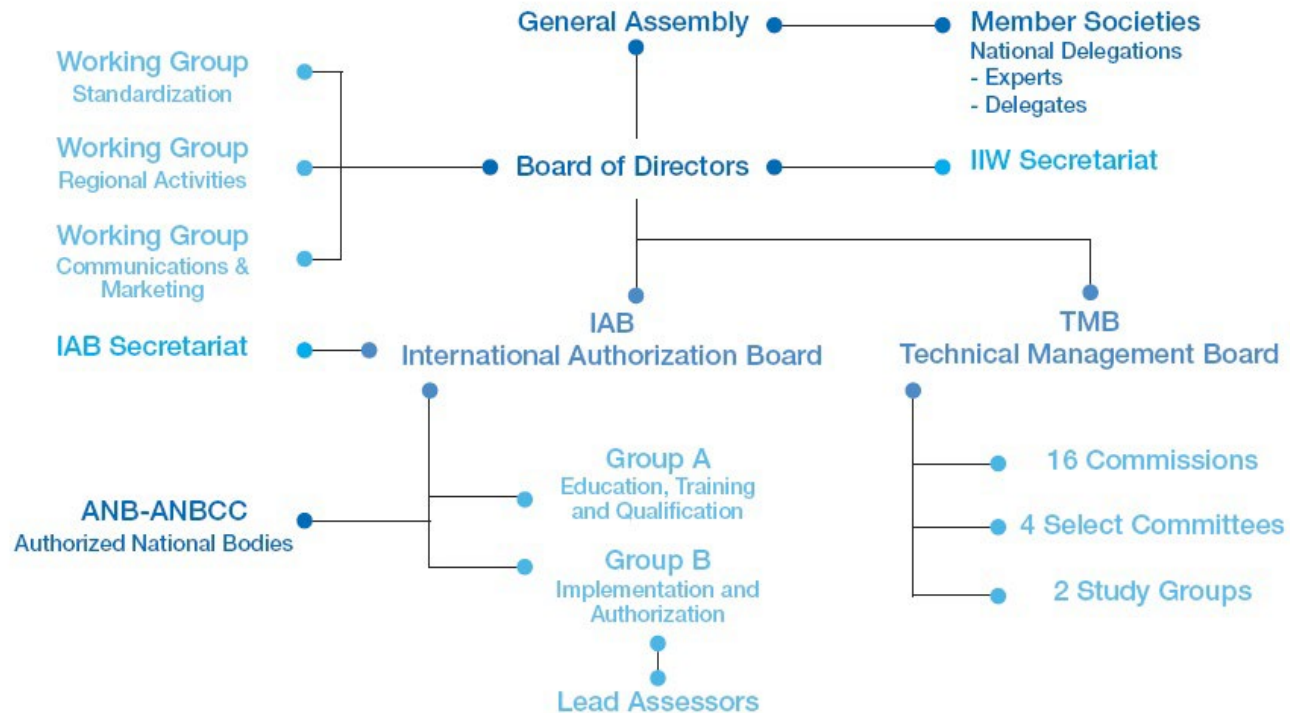 General Assembly
Member Societies
National Delegations
- Experts
- Delegates
Working Group
Standardization
Working Group
Regional Activities
Board of Directors
IIW Secretariat
Working Group
Communications &
Marketing
IAB Secretariat
IAB
International Authorization Board
TMB
Technical Management Board
ANB-ANBCC
Authorized National Bodies
Group A
Education, Training
and Qualification
Group B
Implementation and
Authorization
Lead Assessors
16 Commissions
4 Select Committees
2 Study Groups